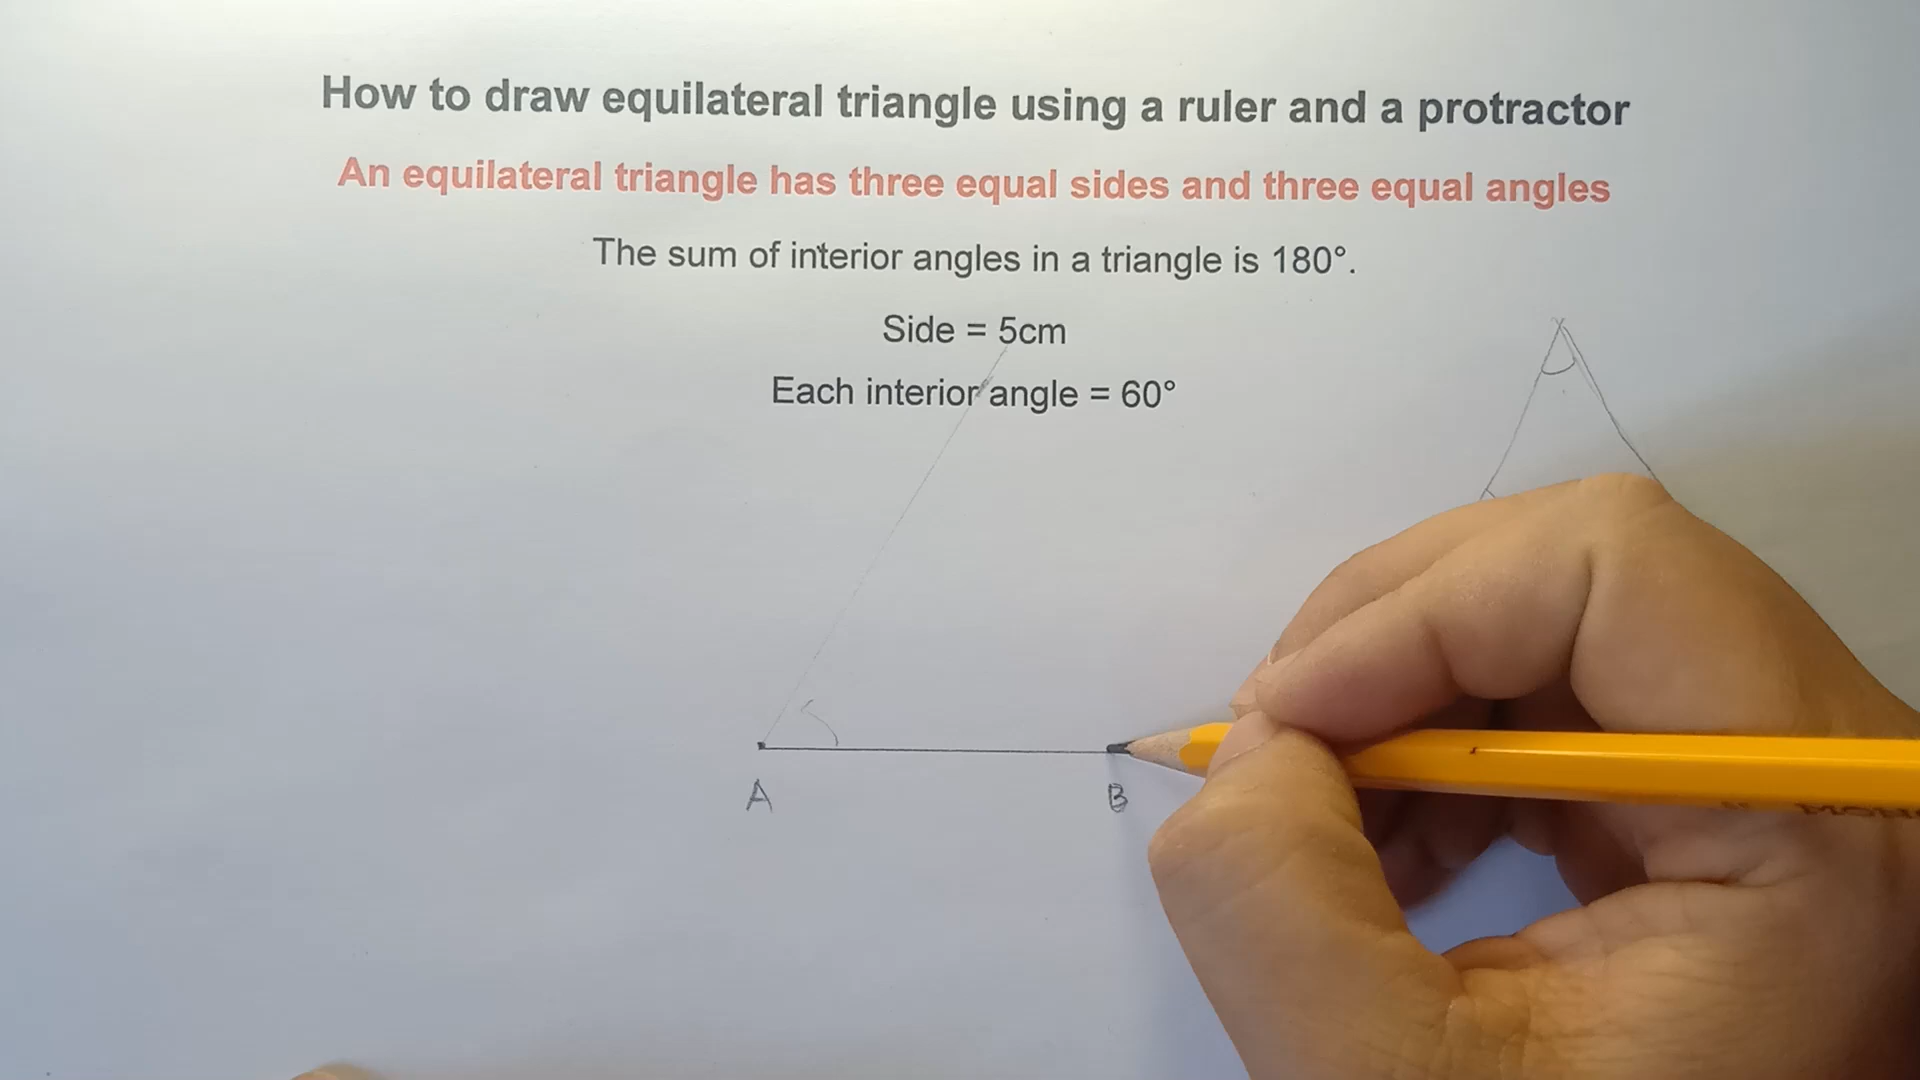 How to draw equilateral triangle using a ruler and a protractor
An equilateral triangle has three equal sides and three equal angles
The sum of interior angles in a triangle is 180°.
Side = 5cm
Each interior angle = 60°
A
B